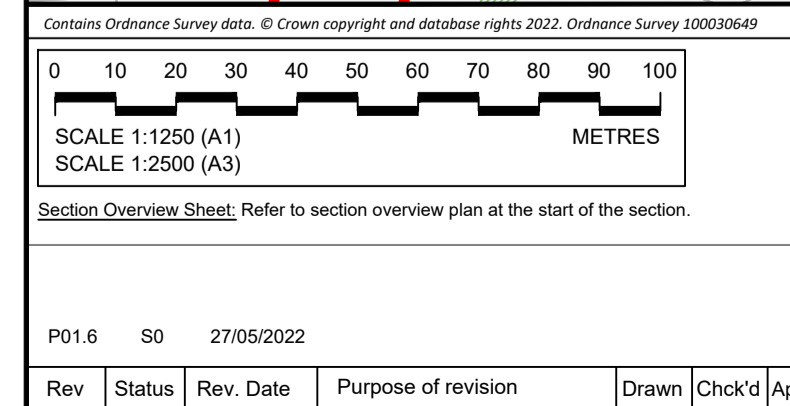 Contains Ordnance Survey data. © Crown copyright and database rights 2022. Ordnance Survey 100030649
0 10 20 30 40 50 60 70 80 90 100
SCALE 1:1250 (A1) METRES
SCALE 1:2500 (A3)
Section Overview Sheet: Refer to section overview plan at the start of the section.
P01.6 S0 27/05/2022
Rev Status Rev. Date Purpose of revision Drawn Chck'd